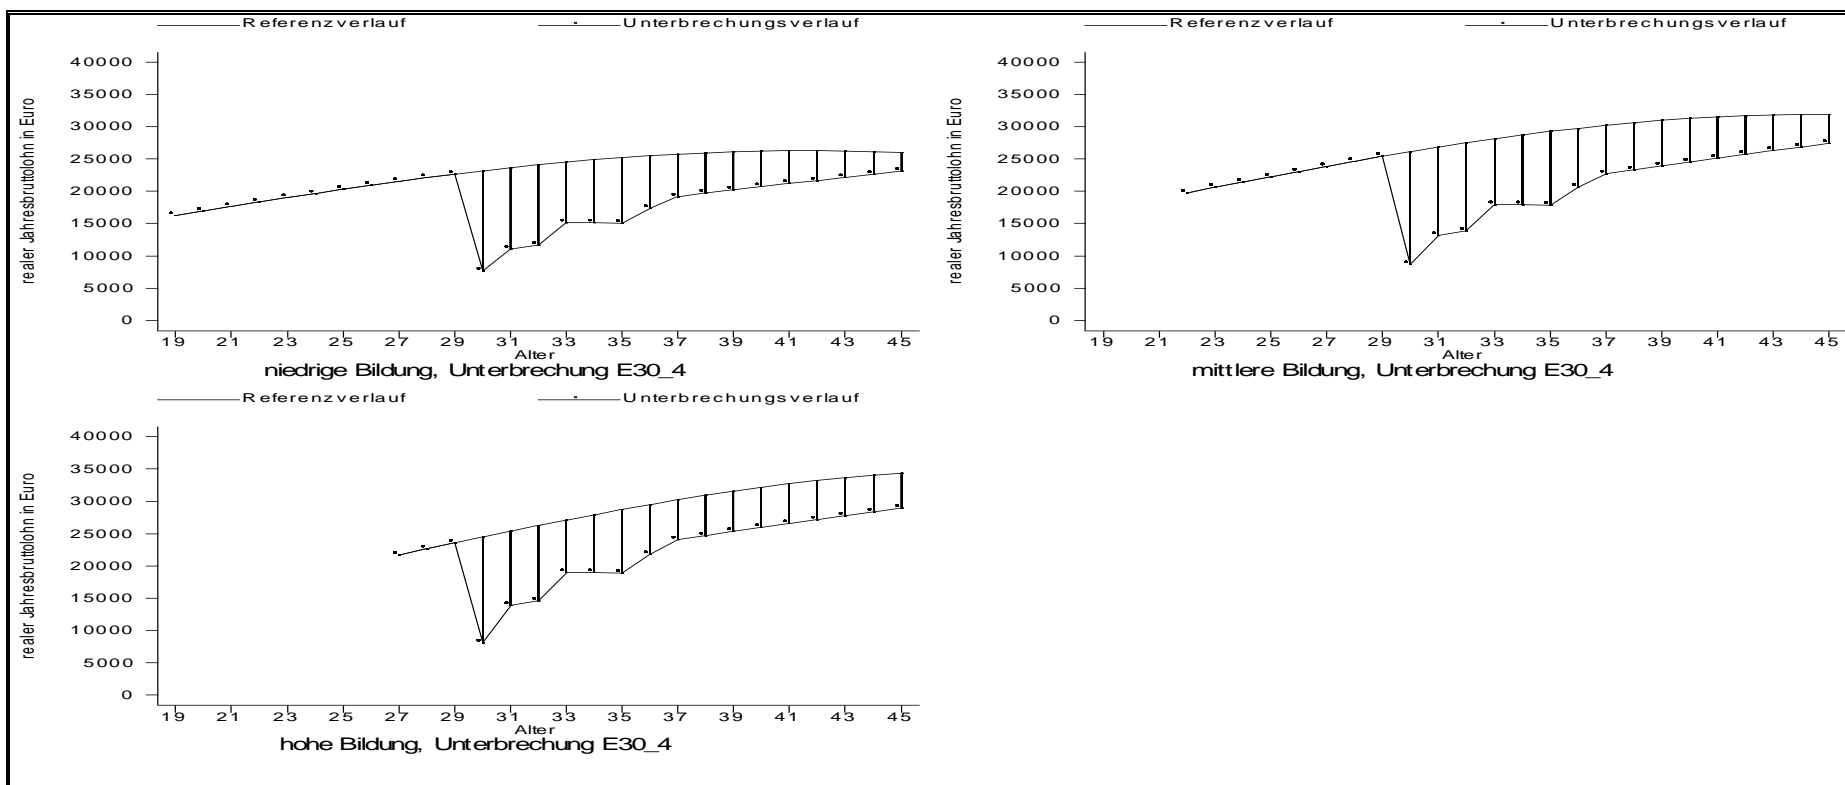 Referenzverlauf Unterbrechungsverlauf
realer Jahresbruttolohn in Euro
40000
35000
30000
25000
20000
15000
10000
5000
0
19 21 23 25 27 29 31 33 35 37 39 41 43 45
Alter
niedrige Bildung, Unterbrechung E30_4
Referenzverlauf Unterbrechungsverlauf
realer Jahresbruttolohn in Euro
40000
35000
30000
25000
20000
15000
10000
5000
0
19 21 23 25 27 29 31 33 35 37 39 41 43 45
Alter
mittlere Bildung, Unterbrechung E30_4
Referenzverlauf Unterbrechungsverlauf
realer Jahresbruttolohn in Euro
40000
35000
30000
25000
20000
15000
10000
5000
0
19 21 23 25 27 29 31 33 35 37 39 41 43 45
Alter
hohe Bildung, Unterbrechung E30_4